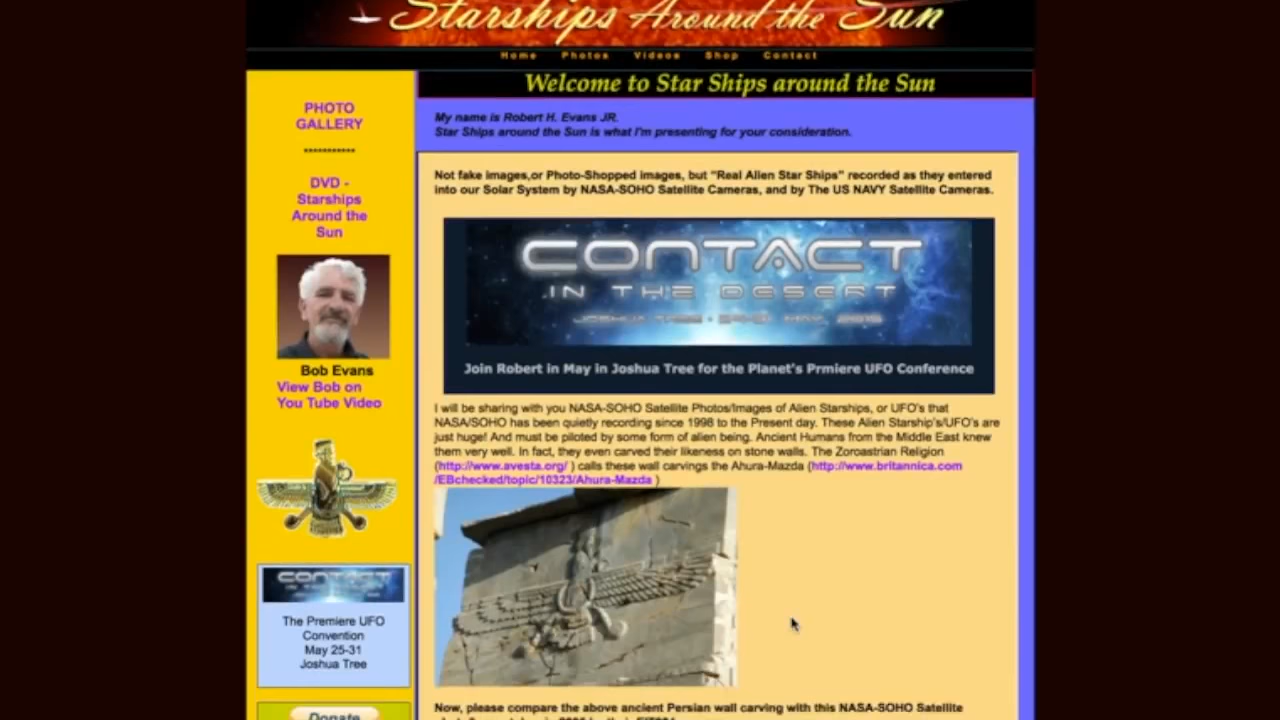 Starships Around the Sun
Home Photos Videos Shop Contact
Welcome to Star Ships around the Sun
PHOTO
GALLERY
-----------
DVD -
Starships
Around the
Sun
Bob Evans
View Bob on
You Tube Video
CONTACT
The Premiere UFO
Convention
May 25-31
Joshua Tree
Donate
My name is Robert H. Evans JR.
Star Ships around the Sun is what I'm presenting for your consideration.
Not fake images,or Photo-Shopped images, but "Real Alien Star Ships" recorded as they entered
into our Solar System by NASA-SOHO Satellite Cameras, and by The US NAVY Satellite Cameras.
CONTACT
IN THE DESERT
JOSHUA TREE MAY,
Join Robert in May in Joshua Tree for the Planet's Prmiere UFO Conference
I will be sharing with you NASA-SOHO Satellite Photos/Images of Alien Starships, or UFO's that
NASA/SOHO has been quietly recording since 1998 to the Present day. These Alien Starship's/UFO's are
just huge! And must be piloted by some form of alien being. Ancient Humans from the Middle East knew
them very well. In fact, they even carved their likeness on stone walls. The Zoroastrian Religion
(http://www.avesta.org/ ) calls these wall carvings the Ahura-Mazda (http://www.britannica.com
/EBchecked/topic/10323/Ahura-Mazda )
Now, please compare the above ancient Persian wall carving with this NASA-SOHO Satellite